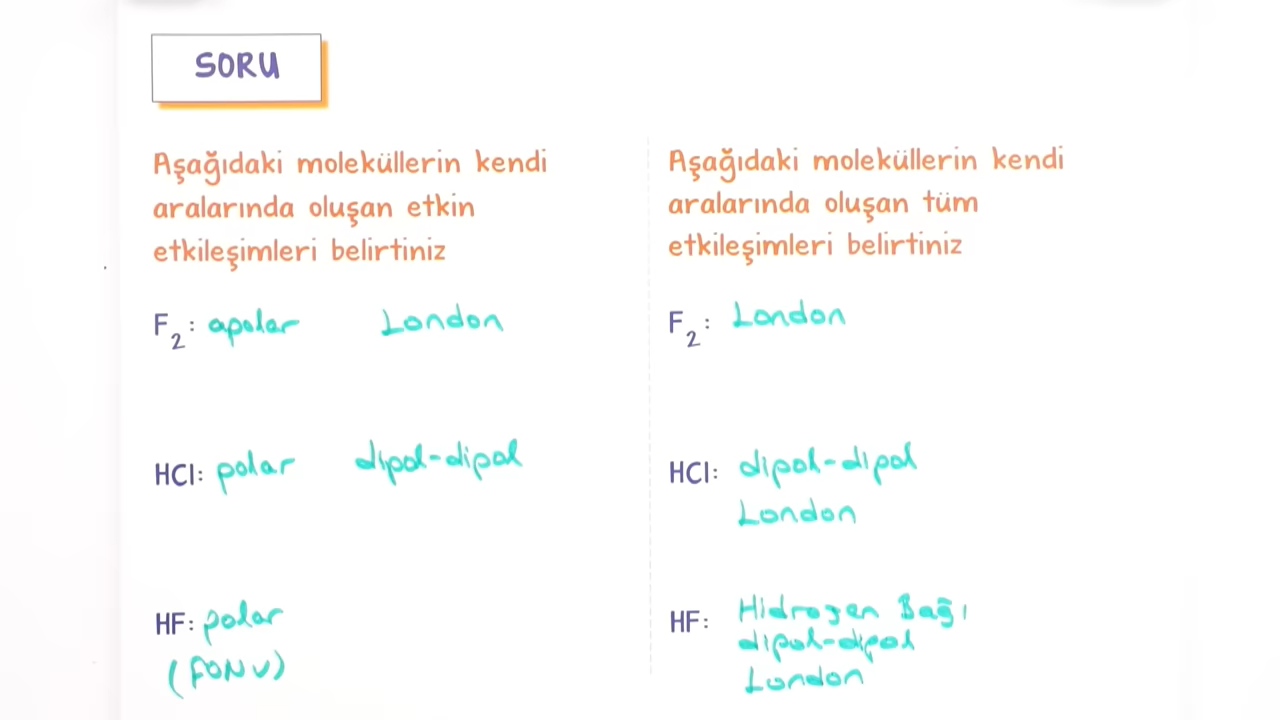 SORU
Aşağıdaki moleküllerin kendi
aralarında oluşan etkin
etkileşimleri belirtiniz
F2: apolar London
HCl: polar dipol-dipol
HF: polar
(FONV)
Aşağıdaki moleküllerin kendi
aralarında oluşan tüm
etkileşimleri belirtiniz
F2: London
HCl: dipol-dipol
London
HF: Hidrojen Bağı
dipol-dipol
London